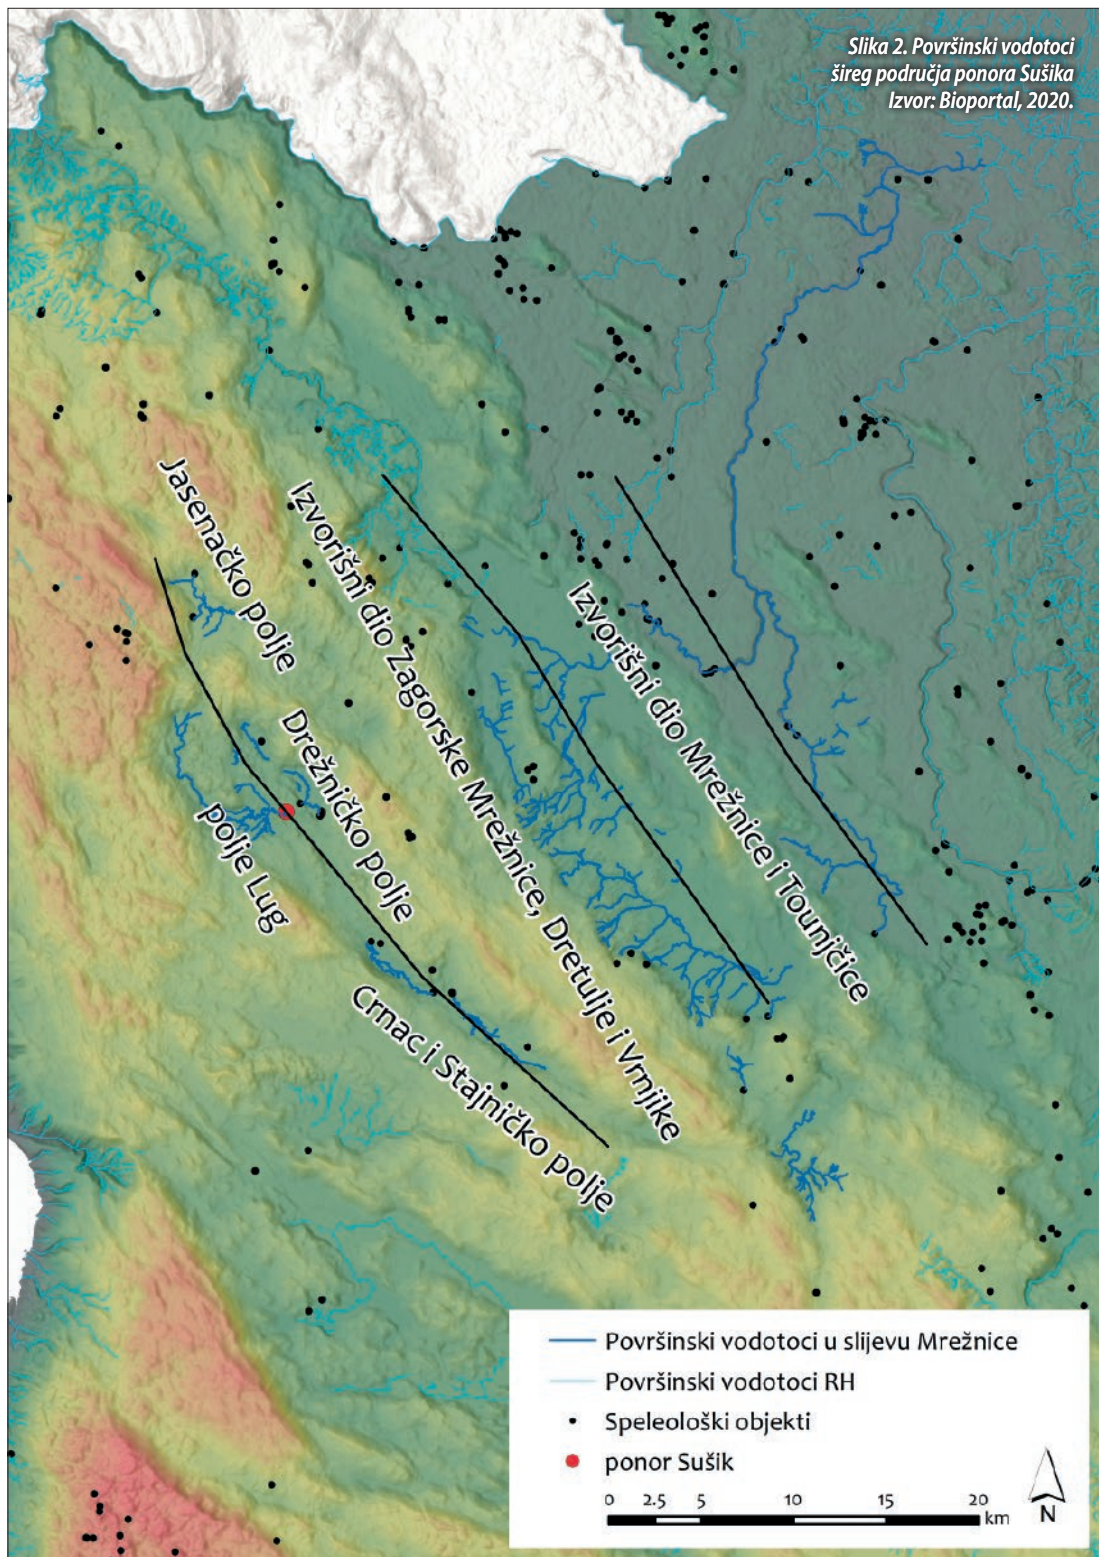 Slika 2. Površinski vodotoci
šireg područja ponora Sušika
Izvor: Bioportal, 2020.
Jasenačko polje
Izvorišni dio Zagorske Mrežnice, Dretulje i Vrnjike
Izvorišni dio Mrežnice i Tounjčice
Drežničko polje
polje Lug
Crnac i Stajničko polje
Površinski vodotoci u slijevu Mrežnice
Površinski vodotoci RH
Speleološki objekti
ponor Sušik
0 2.5 5 10 15 20
km
N